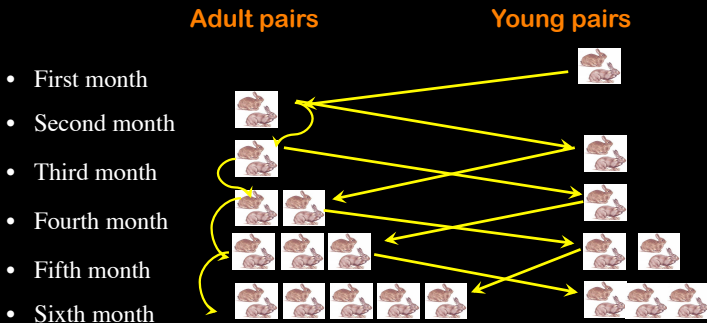 Adult pairs
Young pairs
• First month
• Second month
• Third month
• Fourth month
• Fifth month
• Sixth month